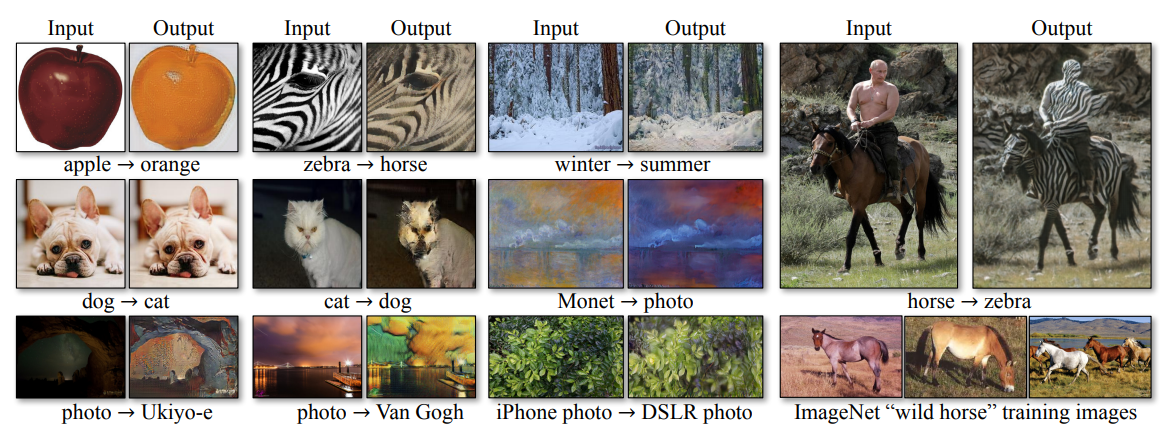 Input Output Input Output Input Output Input Output
apple → orange zebra → horse winter → summer
dog → cat cat → dog Monet → photo horse → zebra
photo → Ukiyo-e photo → Van Gogh iPhone photo → DSLR photo ImageNet “wild horse” training images